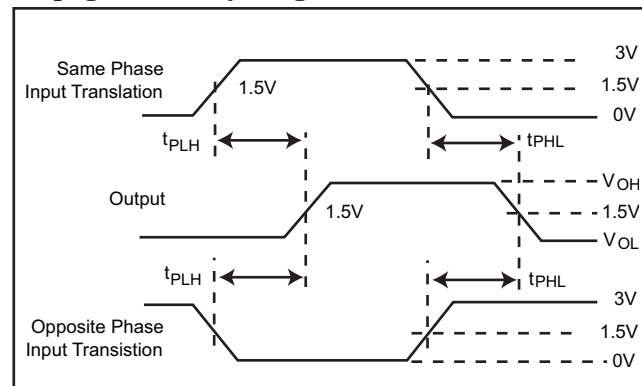 Same Phase
Input Translation
1.5V
3V
1.5V
0V
tPLH
tPHL
Output
1.5V
VOH
1.5V
VOL
tPLH
tPHL
Opposite Phase
Input Transistion
3V
1.5V
0V